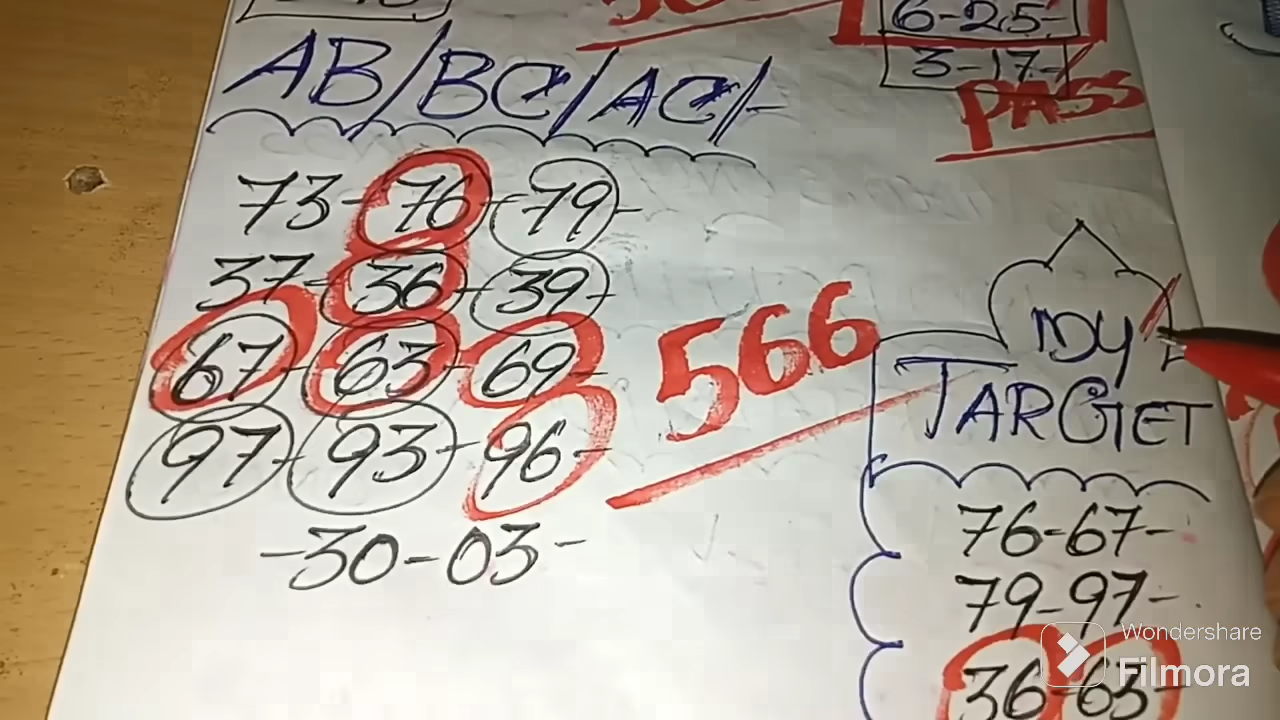 6-25-
3-17-
PASS
AB/BC/AC/-
73-76-79-
37-36-39-
67-63-69-
97-93-96-
-30-03-
566
My
TARGET
76-67-
79-97-
36-63-
Wondershare
Filmora